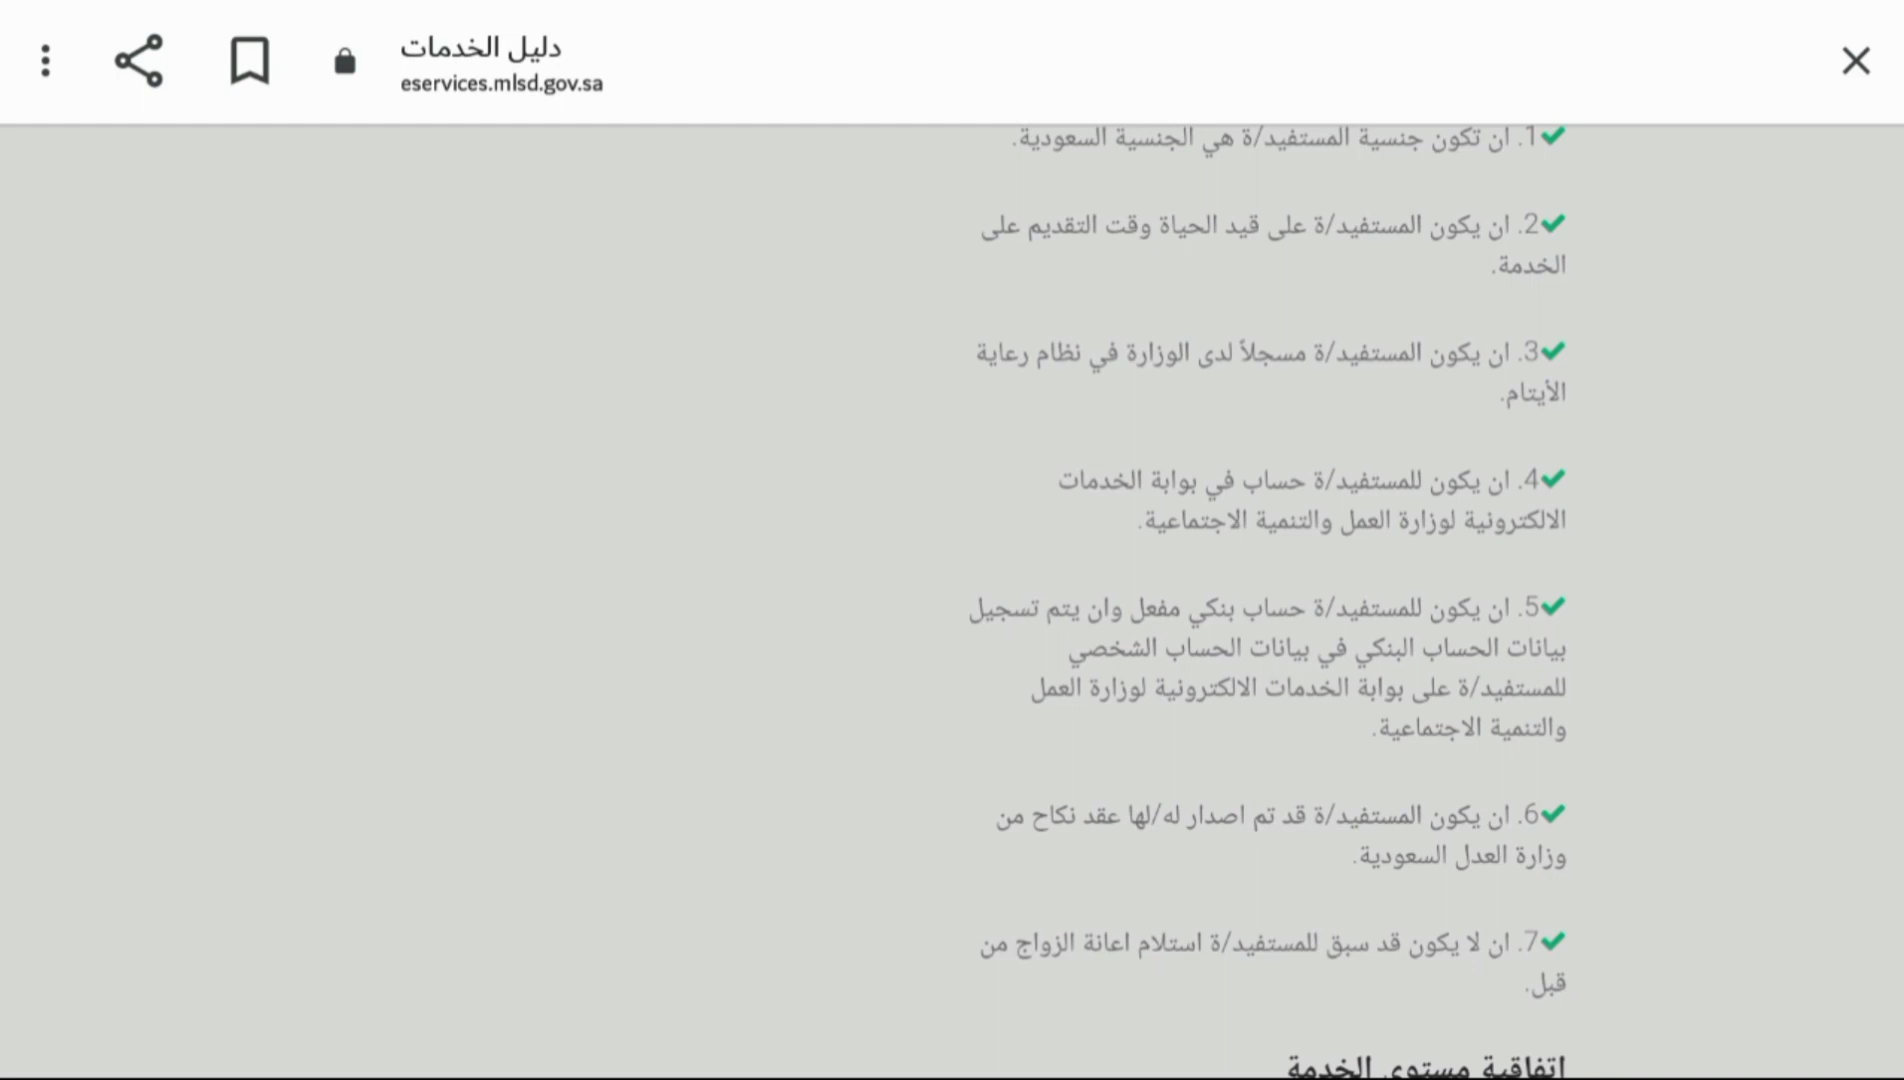 دليل الخدمات
eservices.mlsd.gov.sa
1. ان تكون جنسية المستفيد/ة هي الجنسية السعودية.
2. ان يكون المستفيد/ة على قيد الحياة وقت التقديم على
الخدمة.
3. ان يكون المستفيد/ة مسجلاً لدى الوزارة في نظام رعاية
الأيتام.
4. ان يكون للمستفيد/ة حساب في بوابة الخدمات
الالكترونية لوزارة العمل والتنمية الاجتماعية.
5. ان يكون للمستفيد/ة حساب بنكي مفعل وان يتم تسجيل
بيانات الحساب البنكي في بيانات الحساب الشخصي
للمستفيد/ة على بوابة الخدمات الالكترونية لوزارة العمل
والتنمية الاجتماعية.
6. ان يكون المستفيد/ة قد تم اصدار له/لها عقد نكاح من
وزارة العدل السعودية.
7. ان لا يكون قد سبق للمستفيد/ة استلام اعانة الزواج من
قبل.
اتفاقية مستوى الخدمة